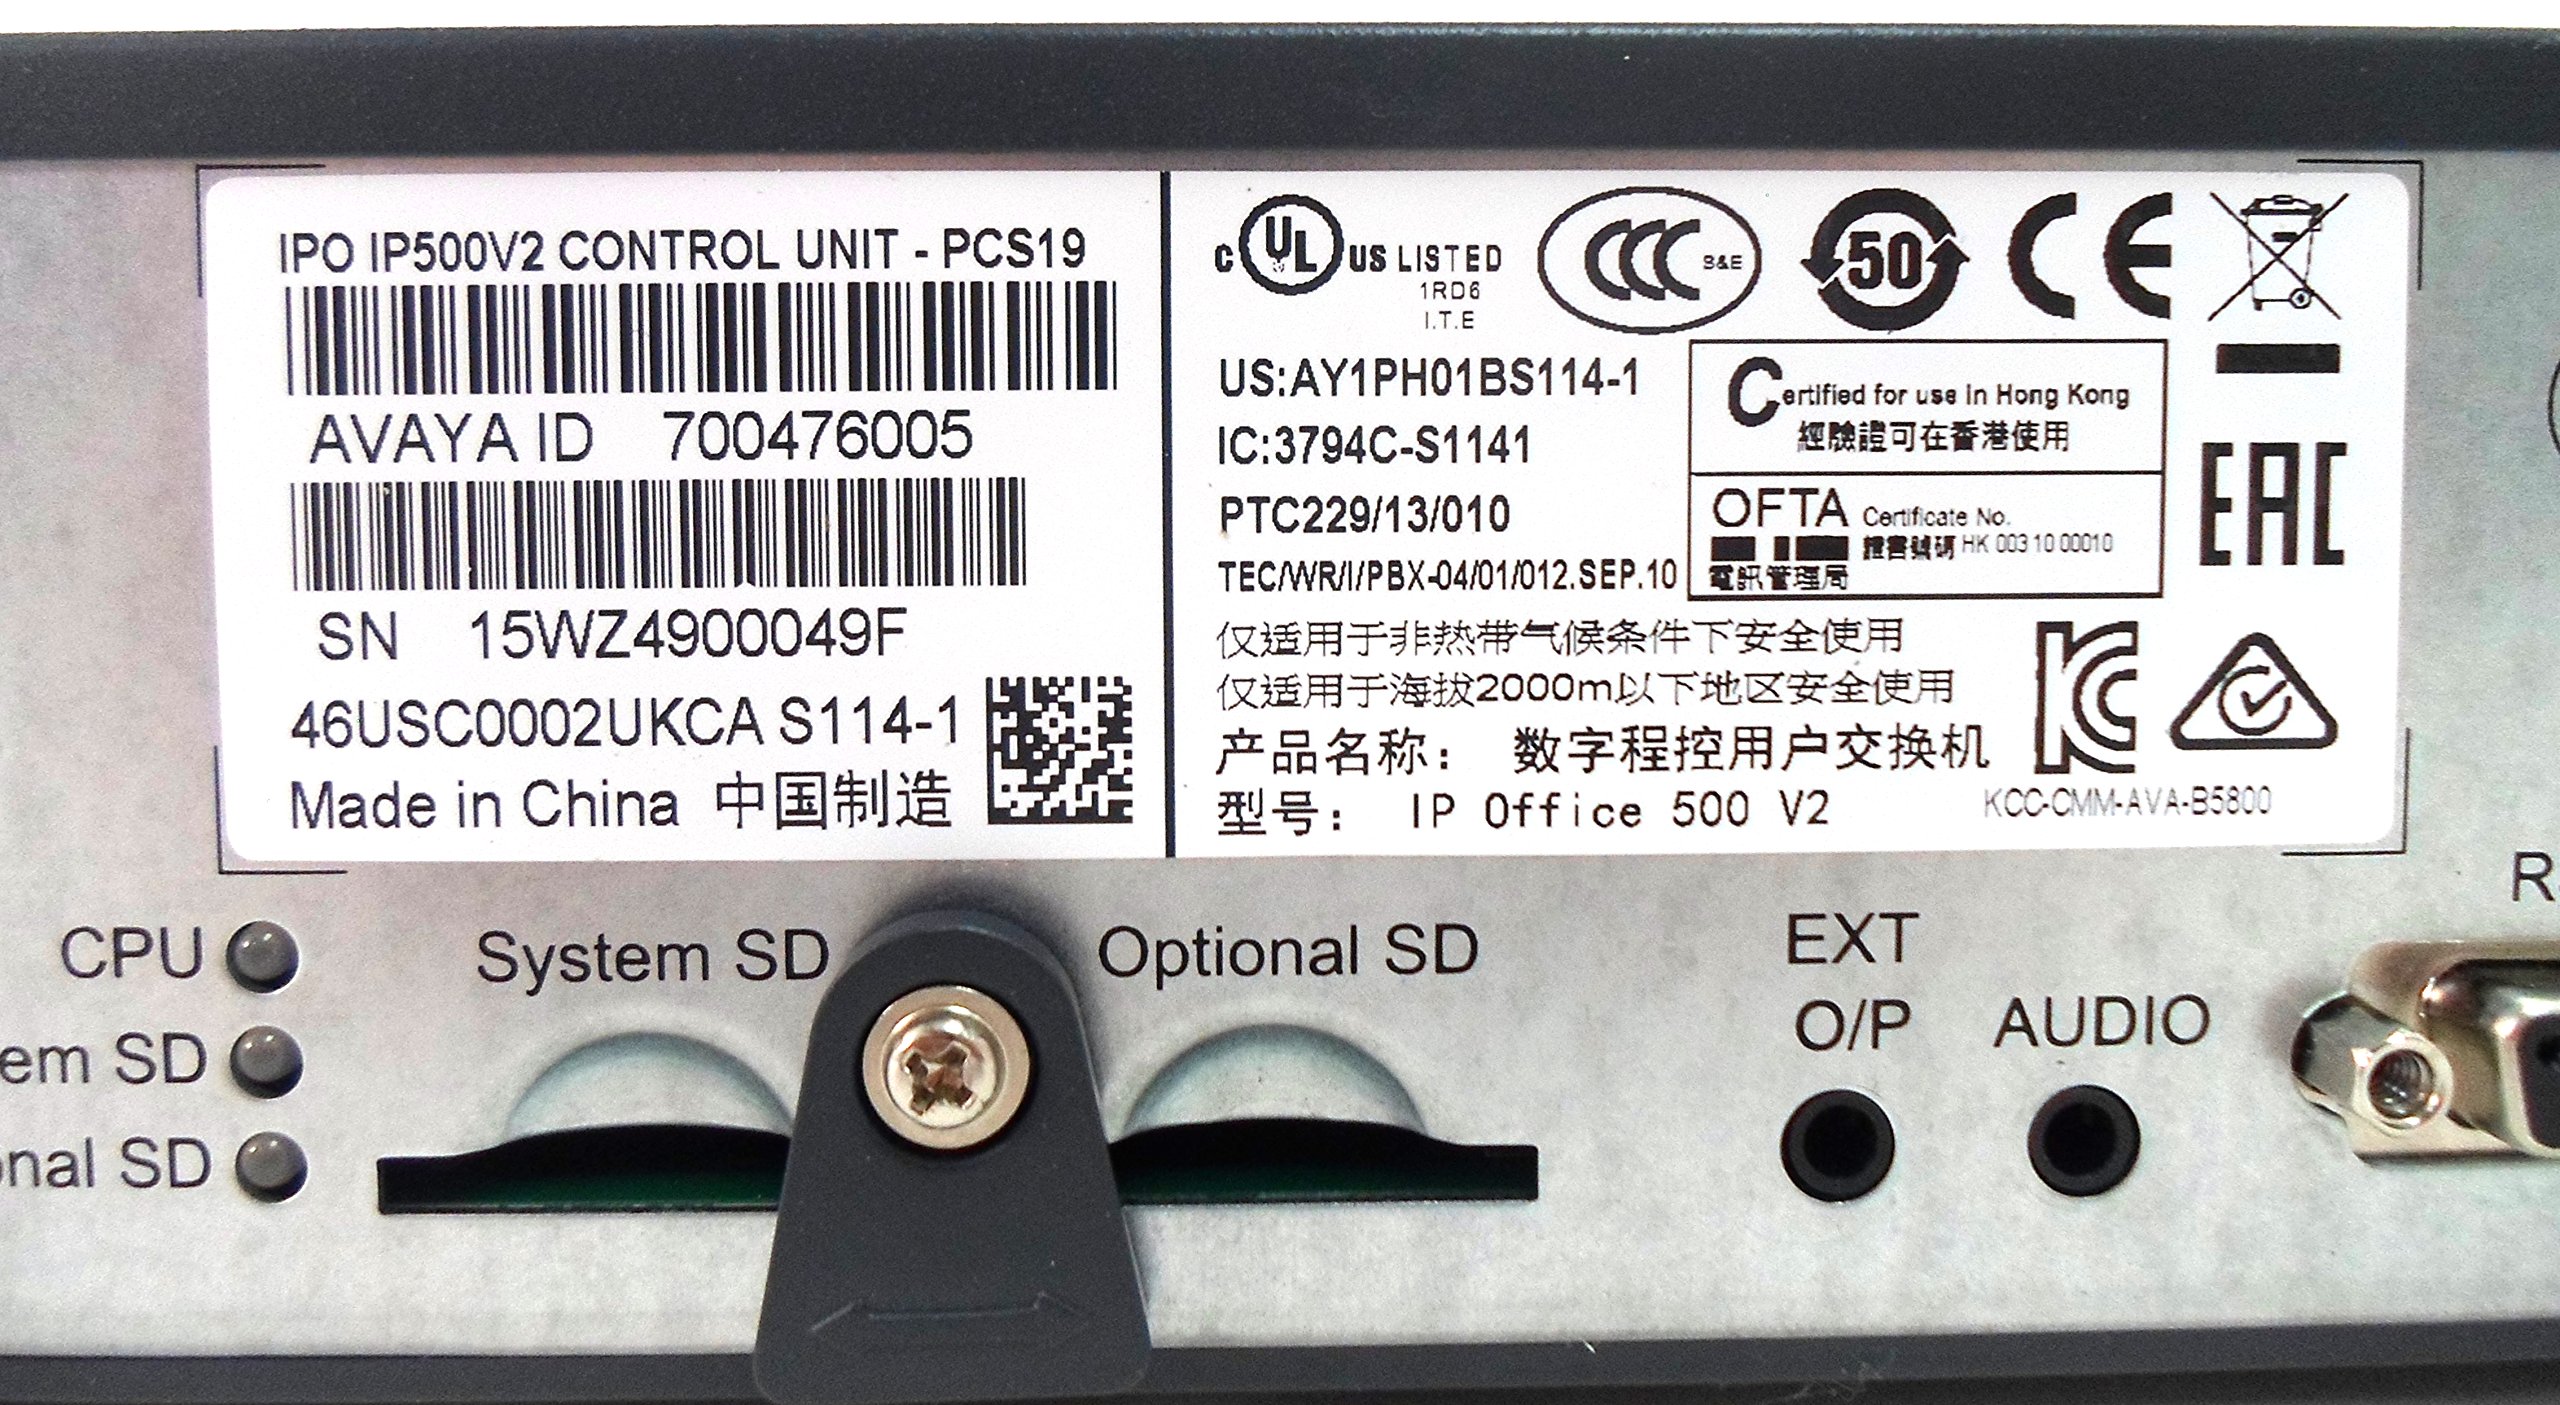 IPO IP500V2 CONTROL UNIT - PCS19
AVAYA ID 700476005
SN 15WZ4900049F
46USC0002UKCA S114-1
Made in China 中国制造
C UL US LISTED
1RD6
I.T.E
CCC S&E
50
CE
US:AY1PH01BS114-1
IC:3794C-S1141
PTC229/13/010
TEC/WR/I/PBX-04/01/012.SEP.10
Certified for use in Hong Kong
經驗證可在香港使用
OFTA Certificate No.
證書號碼 HK 003 10 00010
電訊管理局
EAC
仅适用于非热带气候条件下安全使用
仅适用于海拔2000m以下地区安全使用
产品名称： 数字程控用户交换机
型号： IP Office 500 V2
KC
KCC-CMM-AVA-B5800
CPU
System SD
Optional SD
EXT
O/P
AUDIO
em SD
nal SD